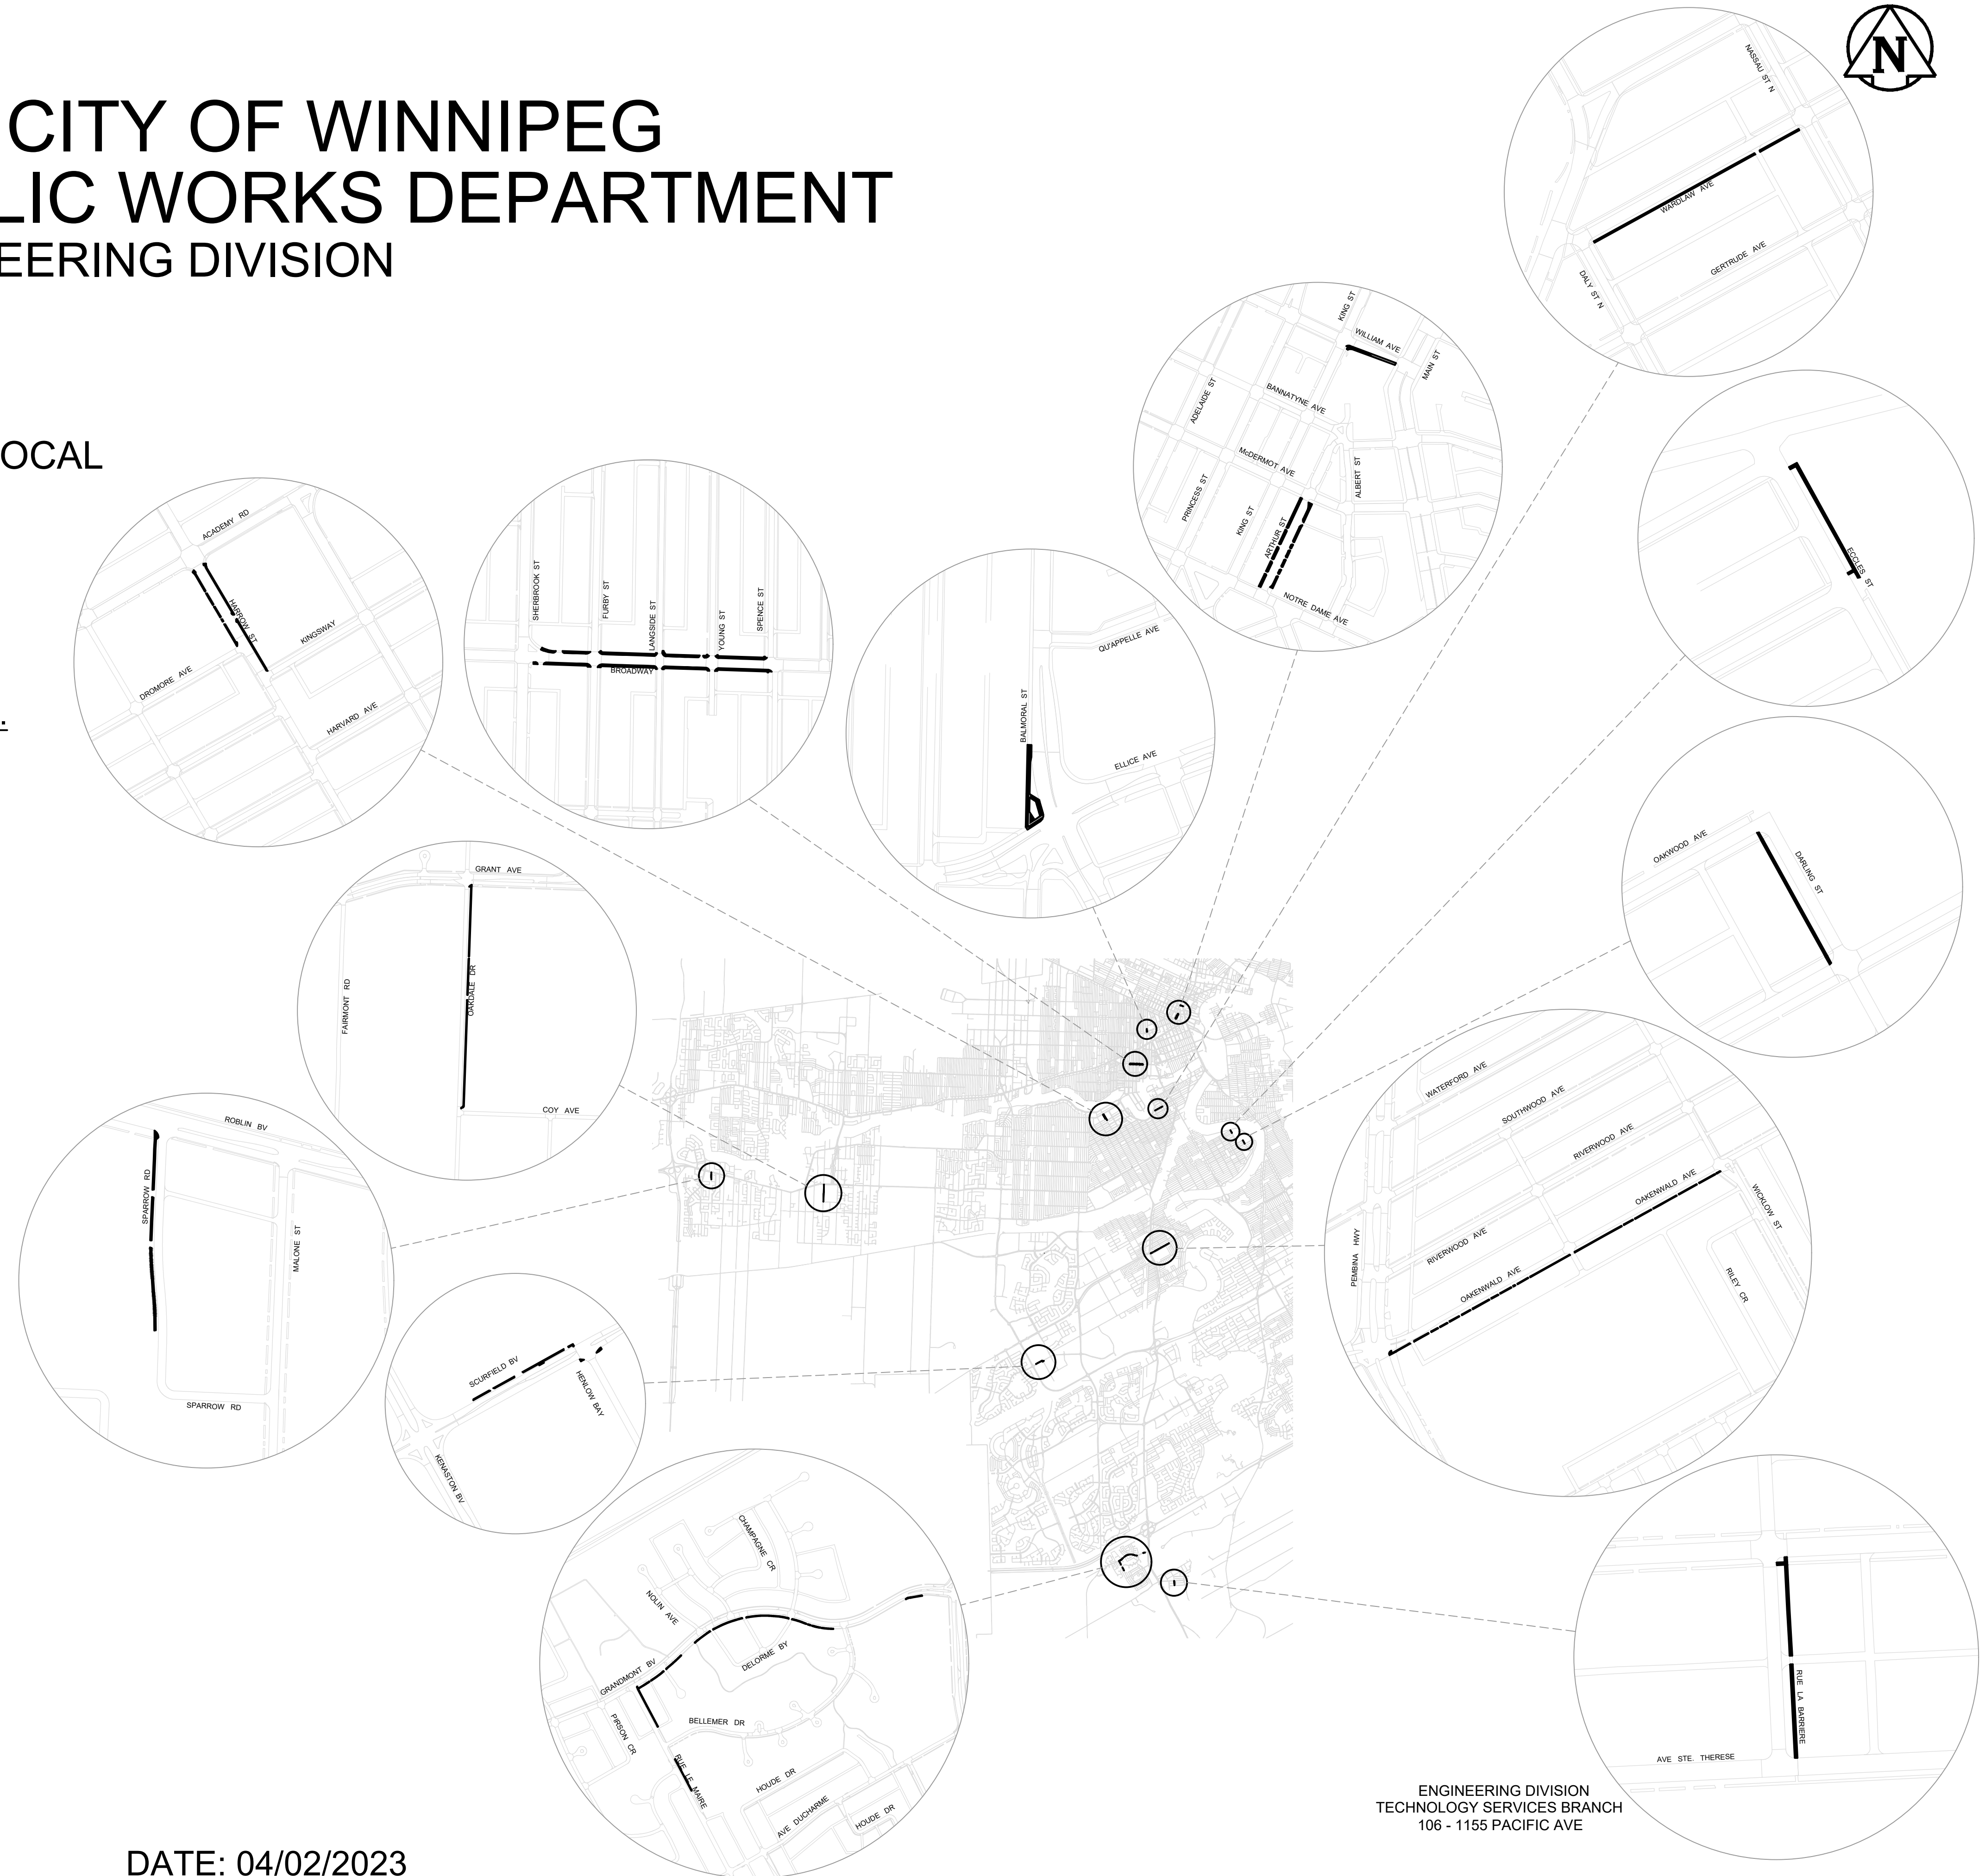 N
CITY OF WINNIPEG
LIC WORKS DEPARTMENT
EERING DIVISION
OCAL
.
NASSAU ST N
WARDLAW AVE
GERTRUDE AVE
DALY ST N
KING ST
WILLIAM AVE
MAIN ST
ADELAIDE ST
BANNATYNE AVE
McDERMOT AVE
ALBERT ST
PRINCESS ST
KING ST
ARTHUR ST
NOTRE DAME AVE
ECCLES ST
ACADEMY RD
HARROW ST
KINGSWAY
DROMORE AVE
HARVARD AVE
SHERBROOK ST
FURBY ST
LANGSIDE ST
YOUNG ST
SPENCE ST
BROADWAY
QU'APPELLE AVE
BALMORAL ST
ELLICE AVE
OAKWOOD AVE
DARLING ST
GRANT AVE
FAIRMONT RD
OAKDALE DR
COY AVE
WATERFORD AVE
SOUTHWOOD AVE
RIVERWOOD AVE
OAKENWALD AVE
WICKLOW ST
PEMBINA HWY
RIVERWOOD AVE
OAKENWALD AVE
RILEY CR
ROBLIN BV
SPARROW RD
MALONE ST
SPARROW RD
SCURFIELD BV
HENLOW BAY
KENASTON BV
CHAMPAGNE CR
NOLIN AVE
DELORME BY
GRANDMONT BV
PIRSON CR
BELLEMER DR
RUE LE MAIRE
HOUDE DR
AVE DUCHARME
HOUDE DR
RUE LA BARRIERE
AVE STE. THERESE
ENGINEERING DIVISION
TECHNOLOGY SERVICES BRANCH
106 - 1155 PACIFIC AVE
DATE: 04/02/2023